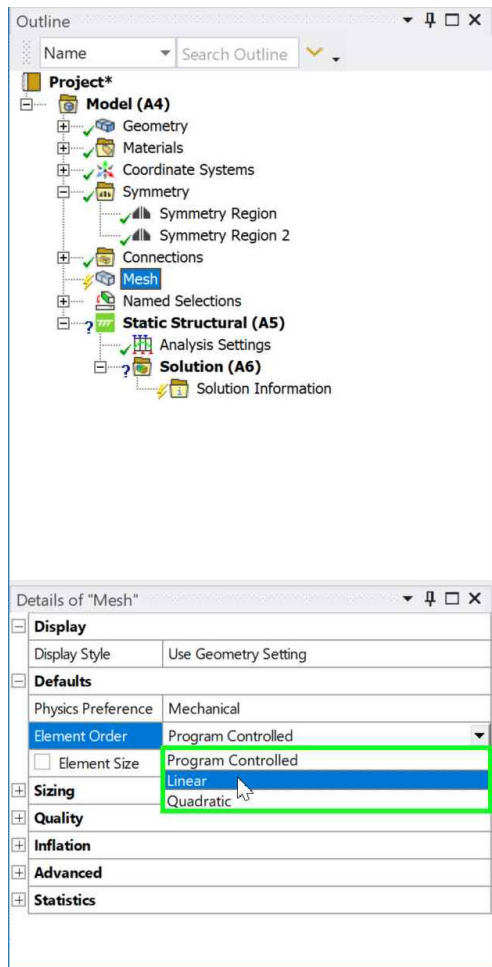 Outline
Name Search Outline
Project*
Model (A4)
Geometry
Materials
Coordinate Systems
Symmetry
Symmetry Region
Symmetry Region 2
Connections
Mesh
Named Selections
Static Structural (A5)
Analysis Settings
Solution (A6)
Solution Information
Details of "Mesh"
Display
Display Style Use Geometry Setting
Defaults
Physics Preference Mechanical
Element Order Program Controlled
Element Size Program Controlled
Linear
Sizing
Quadratic
Quality
Inflation
Advanced
Statistics